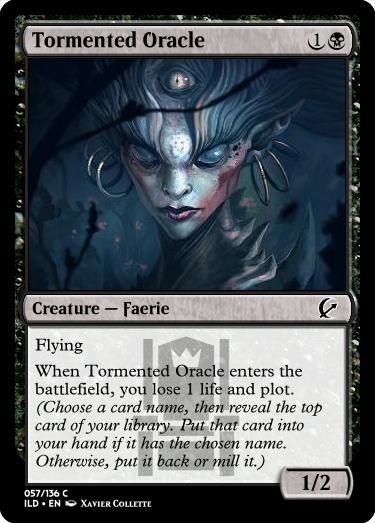 Tormented Oracle 1
Creature — Faerie
Flying
When Tormented Oracle enters the
battlefield, you lose 1 life and plot.
(Choose a card name, then reveal the top
card of your library. Put that card into
your hand if it has the chosen name.
Otherwise, put it back or mill it.)
1/2
057/136 C
ILD • EN XAVIER COLLETTE